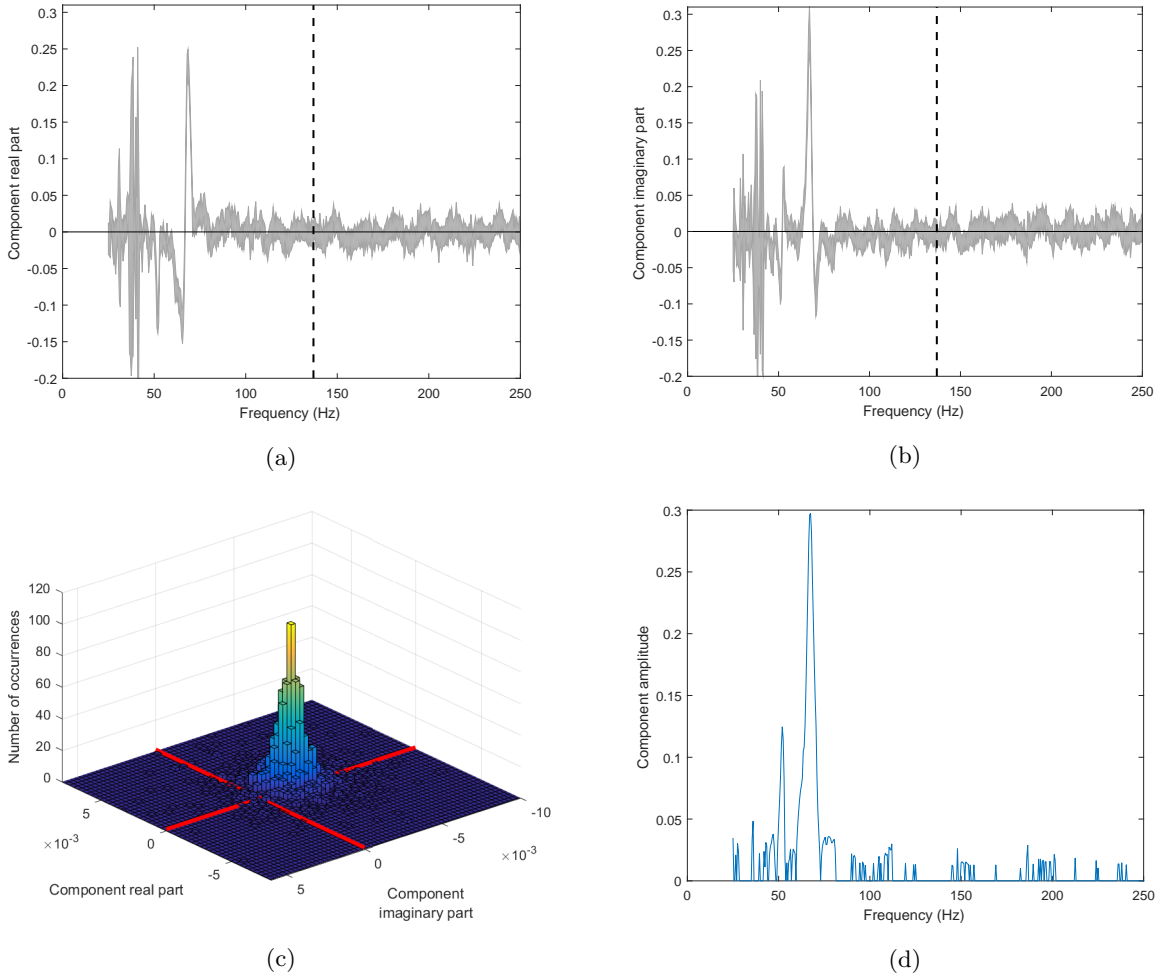 0.3
0.25
0.2
0.15
0.1
0.05
0
-0.05
-0.1
-0.15
-0.2
Component real part
0 50 100 150 200 250
Frequency (Hz)
(a)
0.3
0.25
0.2
0.15
0.1
0.05
0
-0.05
-0.1
-0.15
-0.2
Component imaginary part
0 50 100 150 200 250
Frequency (Hz)
(b)
120
100
80
60
40
20
0
Number of occurrences
5
×10⁻³
0
-5
Component real part
-10
-5
×10⁻³
0
5
Component
imaginary part
(c)
0.3
0.25
0.2
0.15
0.1
0.05
0
Component amplitude
0 50 100 150 200 250
Frequency (Hz)
(d)